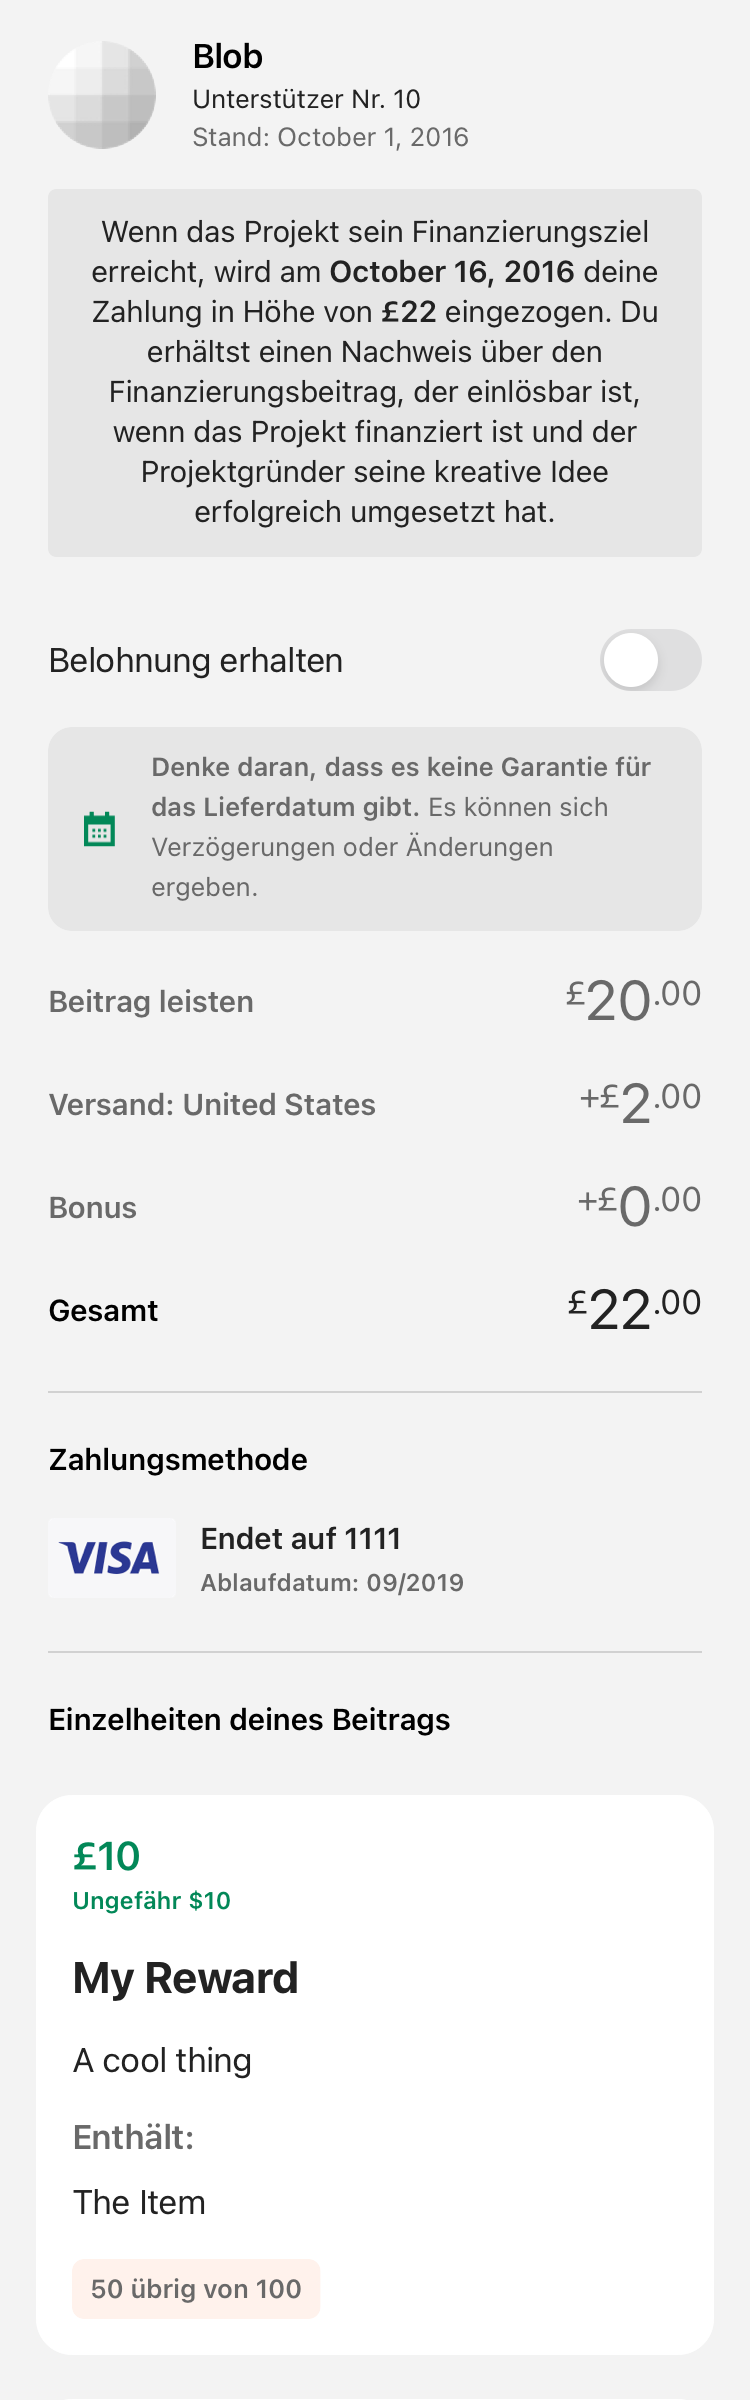 Blob
Unterstützer Nr. 10
Stand: October 1, 2016
Wenn das Projekt sein Finanzierungsziel
erreicht, wird am October 16, 2016 deine
Zahlung in Höhe von £22 eingezogen. Du
erhältst einen Nachweis über den
Finanzierungsbeitrag, der einlösbar ist,
wenn das Projekt finanziert ist und der
Projektgründer seine kreative Idee
erfolgreich umgesetzt hat.
Belohnung erhalten
Denke daran, dass es keine Garantie für
das Lieferdatum gibt. Es können sich
Verzögerungen oder Änderungen
ergeben.
Beitrag leisten £20.00
Versand: United States +£2.00
Bonus +£0.00
Gesamt £22.00
Zahlungsmethode
VISA
Endet auf 1111
Ablaufdatum: 09/2019
Einzelheiten deines Beitrags
£10
Ungefähr $10
My Reward
A cool thing
Enthält:
The Item
50 übrig von 100